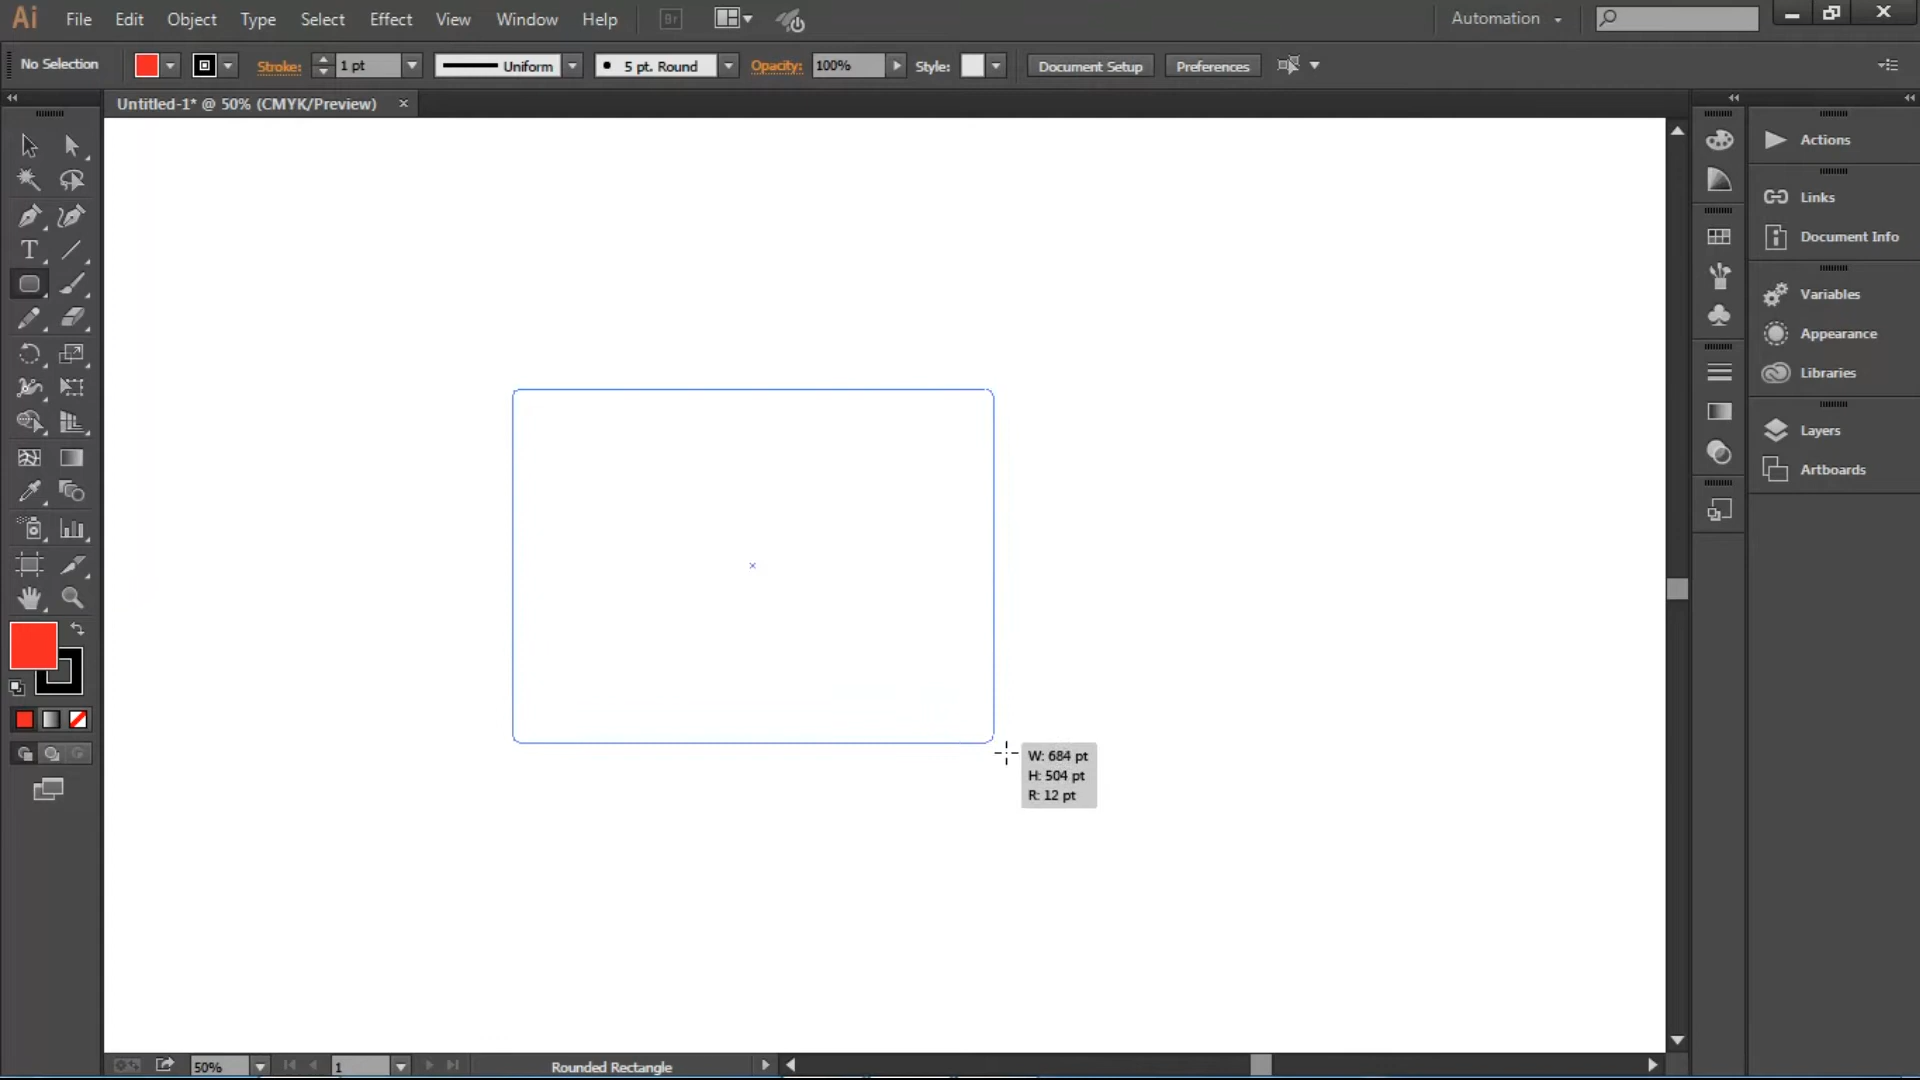 Ai File Edit Object Type Select Effect View Window Help Br Automation
No Selection Stroke: 1 pt Uniform 5 pt. Round Opacity: 100% Style: Document Setup Preferences
Untitled-1* @ 50% (CMYK/Preview)
T
W: 684 pt
H: 504 pt
R: 12 pt
Actions
Links
Document Info
Variables
Appearance
Libraries
Layers
Artboards
50% 1 Rounded Rectangle